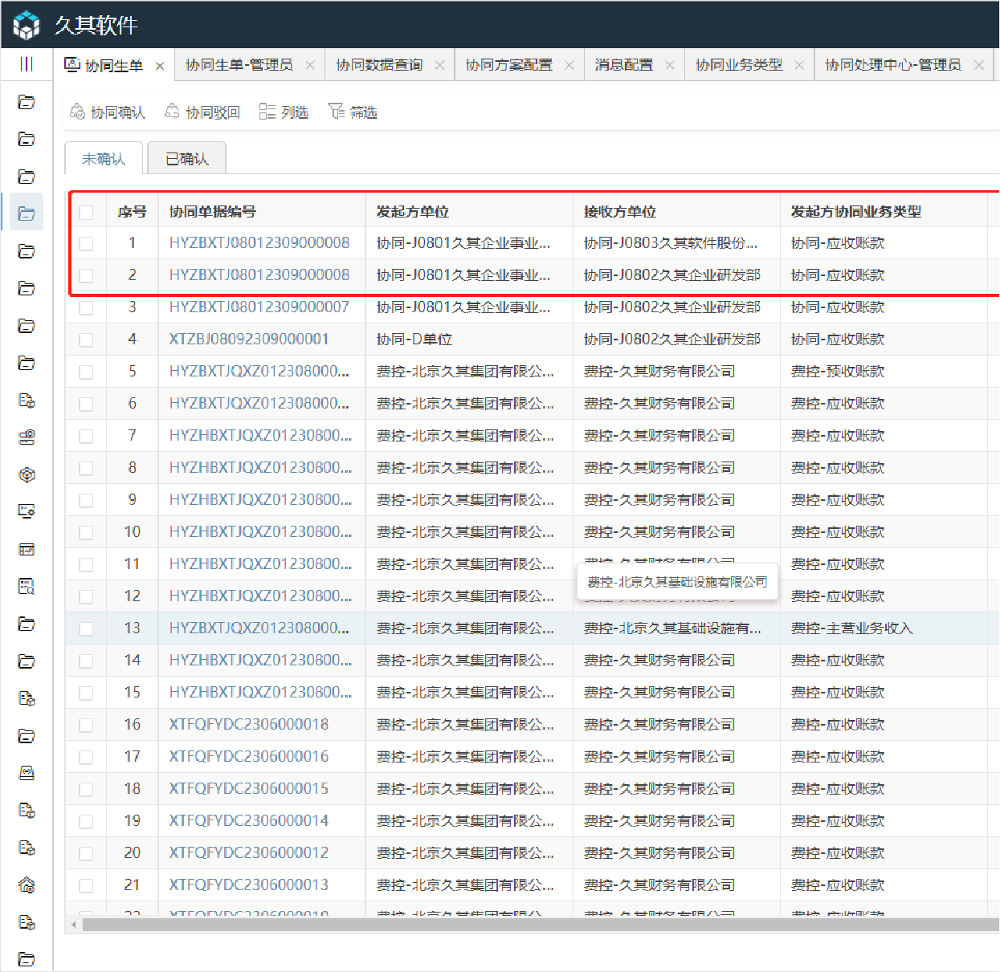 久其软件
协同生单 协同生单-管理员 协同数据查询 协同方案配置 消息配置 协同业务类型 协同处理中心-管理员
协同确认 协同驳回 列选 筛选
未确认 已确认
序号 协同单据编号 发起方单位 接收方单位 发起方协同业务类型
1 HYZBXTJ08012309000008 协同-J0801久其企业事业... 协同-J0803久其软件股份... 协同-应收账款
2 HYZBXTJ08012309000008 协同-J0801久其企业事业... 协同-J0802久其企业研发部 协同-应收账款
3 HYZBXTJ08012309000007 协同-J0801久其企业事业... 协同-J0802久其企业研发部 协同-应收账款
4 XTZBJ08092309000001 协同-D单位 协同-J0802久其企业研发部 协同-应收账款
5 HYZBXTJQXZ012308000... 费控-北京久其集团有限公... 费控-久其财务有限公司 费控-预收账款
6 HYZBXTJQXZ012308000... 费控-北京久其集团有限公... 费控-久其财务有限公司 费控-应收账款
7 HYZHBXTJQXZ01230800... 费控-北京久其集团有限公... 费控-久其财务有限公司 费控-应收账款
8 HYZHBXTJQXZ01230800... 费控-北京久其集团有限公... 费控-久其财务有限公司 费控-应收账款
9 HYZHBXTJQXZ01230800... 费控-北京久其集团有限公... 费控-久其财务有限公司 费控-应收账款
10 HYZHBXTJQXZ01230800... 费控-北京久其集团有限公... 费控-久其财务有限公司 费控-应收账款
11 HYZHBXTJQXZ01230800... 费控-北京久其集团有限公... 费控-久其财务有限公司 费控-应收账款
费控-北京久其基础设施有限公司
12 HYZHBXTJQXZ01230800... 费控-北京久其集团有限公... 费控-久其财务有限公司 费控-应收账款
13 HYZBXTJQXZ012308000... 费控-北京久其集团有限公... 费控-北京久其基础设施有... 费控-主营业务收入
14 HYZHBXTJQXZ01230800... 费控-北京久其集团有限公... 费控-久其财务有限公司 费控-应收账款
15 HYZHBXTJQXZ01230800... 费控-北京久其集团有限公... 费控-久其财务有限公司 费控-应收账款
16 XTFQFYDC2306000018 费控-北京久其集团有限公... 费控-久其财务有限公司 费控-应收账款
17 XTFQFYDC2306000016 费控-北京久其集团有限公... 费控-久其财务有限公司 费控-应收账款
18 XTFQFYDC2306000015 费控-北京久其集团有限公... 费控-久其财务有限公司 费控-应收账款
19 XTFQFYDC2306000014 费控-北京久其集团有限公... 费控-久其财务有限公司 费控-应收账款
20 XTFQFYDC2306000012 费控-北京久其集团有限公... 费控-久其财务有限公司 费控-应收账款
21 XTFQFYDC2306000013 费控-北京久其集团有限公... 费控-久其财务有限公司 费控-应收账款